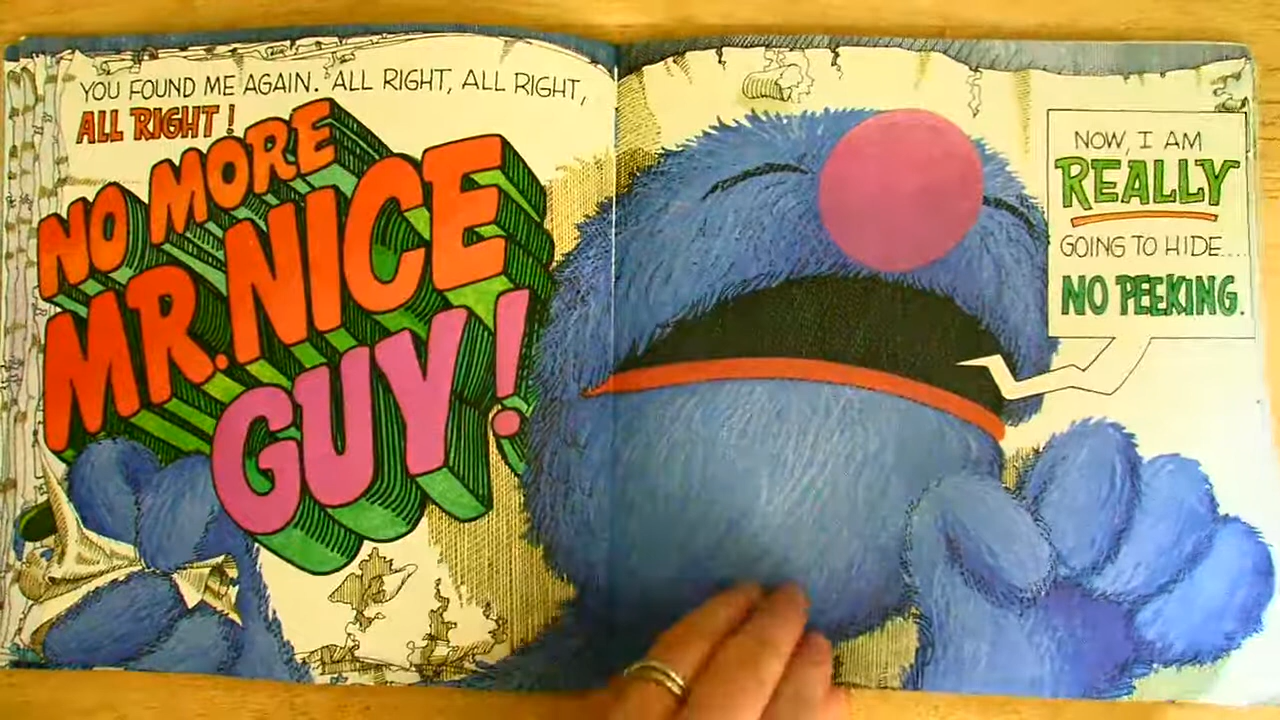 YOU FOUND ME AGAIN. ALL RIGHT, ALL RIGHT,
ALL RIGHT!
NO MORE
MR. NICE
GUY!
NOW, I AM
REALLY
GOING TO HIDE....
NO PEEKING.